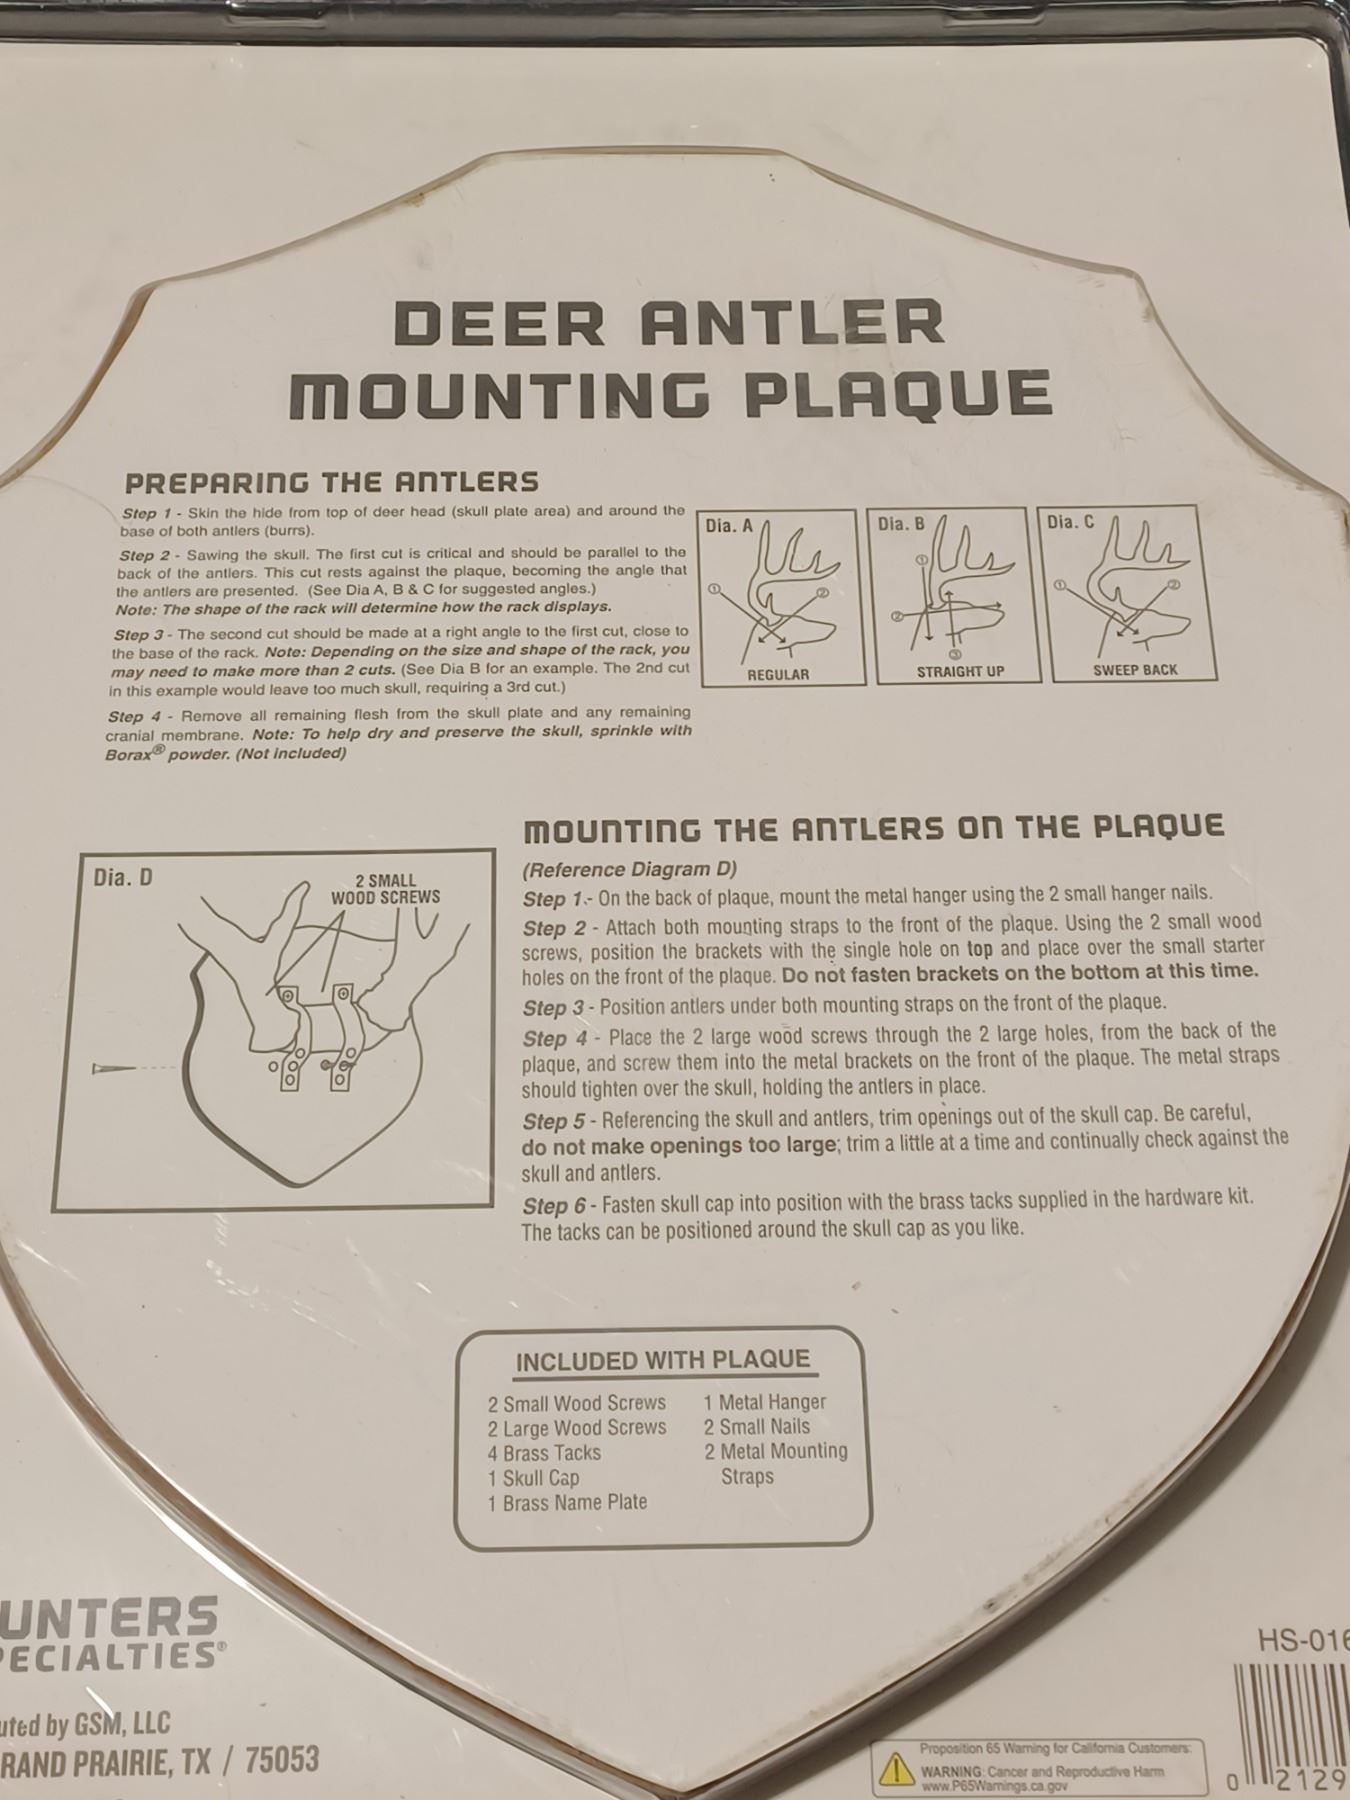 DEER ANTLER
MOUNTING PLAQUE
PREPARING THE ANTLERS
Step 1 - Skin the hide from top of deer head (skull plate area) and around the
base of both antlers (burrs).
Step 2 - Sawing the skull. The first cut is critical and should be parallel to the
back of the antlers. This cut rests against the plaque, becoming the angle that
the antlers are presented. (See Dia A, B & C for suggested angles.)
Note: The shape of the rack will determine how the rack displays.
Step 3 - The second cut should be made at a right angle to the first cut, close to
the base of the rack. Note: Depending on the size and shape of the rack, you
may need to make more than 2 cuts. (See Dia B for an example. The 2nd cut
in this example would leave too much skull, requiring a 3rd cut.)
Step 4 - Remove all remaining flesh from the skull plate and any remaining
cranial membrane. Note: To help dry and preserve the skull, sprinkle with
Borax® powder. (Not included)
Dia. A
① ②
REGULAR
Dia. B
①
②
③
STRAIGHT UP
Dia. C
① ②
SWEEP BACK
MOUNTING THE ANTLERS ON THE PLAQUE
(Reference Diagram D)
Step 1.- On the back of plaque, mount the metal hanger using the 2 small hanger nails.
Step 2 - Attach both mounting straps to the front of the plaque. Using the 2 small wood
screws, position the brackets with the single hole on top and place over the small starter
holes on the front of the plaque. Do not fasten brackets on the bottom at this time.
Step 3 - Position antlers under both mounting straps on the front of the plaque.
Step 4 - Place the 2 large wood screws through the 2 large holes, from the back of the
plaque, and screw them into the metal brackets on the front of the plaque. The metal straps
should tighten over the skull, holding the antlers in place.
Step 5 - Referencing the skull and antlers, trim openings out of the skull cap. Be careful,
do not make openings too large; trim a little at a time and continually check against the
skull and antlers.
Step 6 - Fasten skull cap into position with the brass tacks supplied in the hardware kit.
The tacks can be positioned around the skull cap as you like.
Dia. D
2 SMALL
WOOD SCREWS
INCLUDED WITH PLAQUE
2 Small Wood Screws
2 Large Wood Screws
4 Brass Tacks
1 Skull Cap
1 Brass Name Plate
1 Metal Hanger
2 Small Nails
2 Metal Mounting
Straps
UNTERS
PECIALTIES®
uted by GSM, LLC
RAND PRAIRIE, TX / 75053
Proposition 65 Warning for California Customers:
WARNING: Cancer and Reproductive Harm
www.P65Warnings.ca.gov
HS-016
0 2129